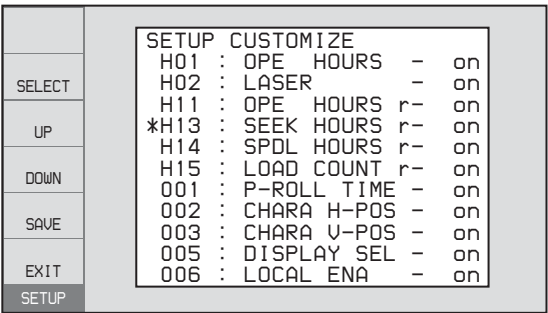 SELECT
UP
DOWN
SAVE
EXIT
SETUP
SETUP CUSTOMIZE
H01 : OPE HOURS - on
H02 : LASER - on
H11 : OPE HOURS r- on
*H13 : SEEK HOURS r- on
H14 : SPDL HOURS r- on
H15 : LOAD COUNT r- on
001 : P-ROLL TIME - on
002 : CHARA H-POS - on
003 : CHARA V-POS - on
005 : DISPLAY SEL - on
006 : LOCAL ENA - on